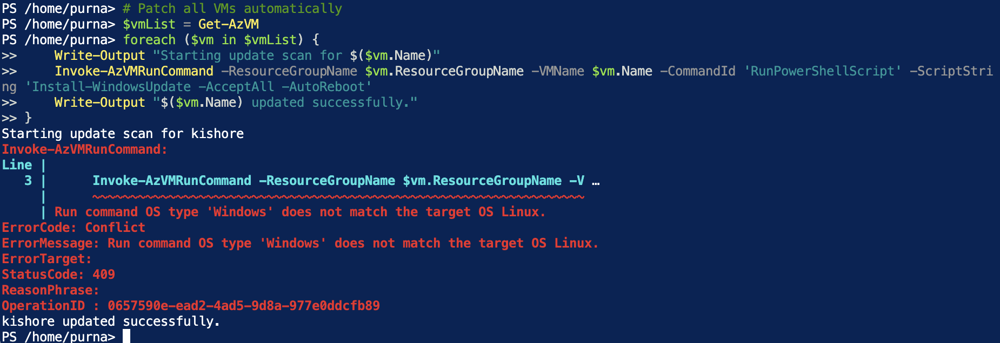 PS /home/purna> # Patch all VMs automatically
PS /home/purna> $vmList = Get-AzVM
PS /home/purna> foreach ($vm in $vmList) {
>>     Write-Output "Starting update scan for $($vm.Name)"
>>     Invoke-AzVMRunCommand -ResourceGroupName $vm.ResourceGroupName -VMName $vm.Name -CommandId 'RunPowerShellScript' -ScriptStri
ng 'Install-WindowsUpdate -AcceptAll -AutoReboot'
>>     Write-Output "$($vm.Name) updated successfully."
>> }
Starting update scan for kishore
Invoke-AzVMRunCommand:
Line |
   3 |      Invoke-AzVMRunCommand -ResourceGroupName $vm.ResourceGroupName -V …
     |      ~~~~~~~~~~~~~~~~~~~~~~~~~~~~~~~~~~~~~~~~~~~~~~~~~~~~~~~~~~~~~~~~~
     | Run command OS type 'Windows' does not match the target OS Linux.
ErrorCode: Conflict
ErrorMessage: Run command OS type 'Windows' does not match the target OS Linux.
ErrorTarget:
StatusCode: 409
ReasonPhrase:
OperationID : 0657590e-ead2-4ad5-9d8a-977e0ddcfb89
kishore updated successfully.
PS /home/purna>